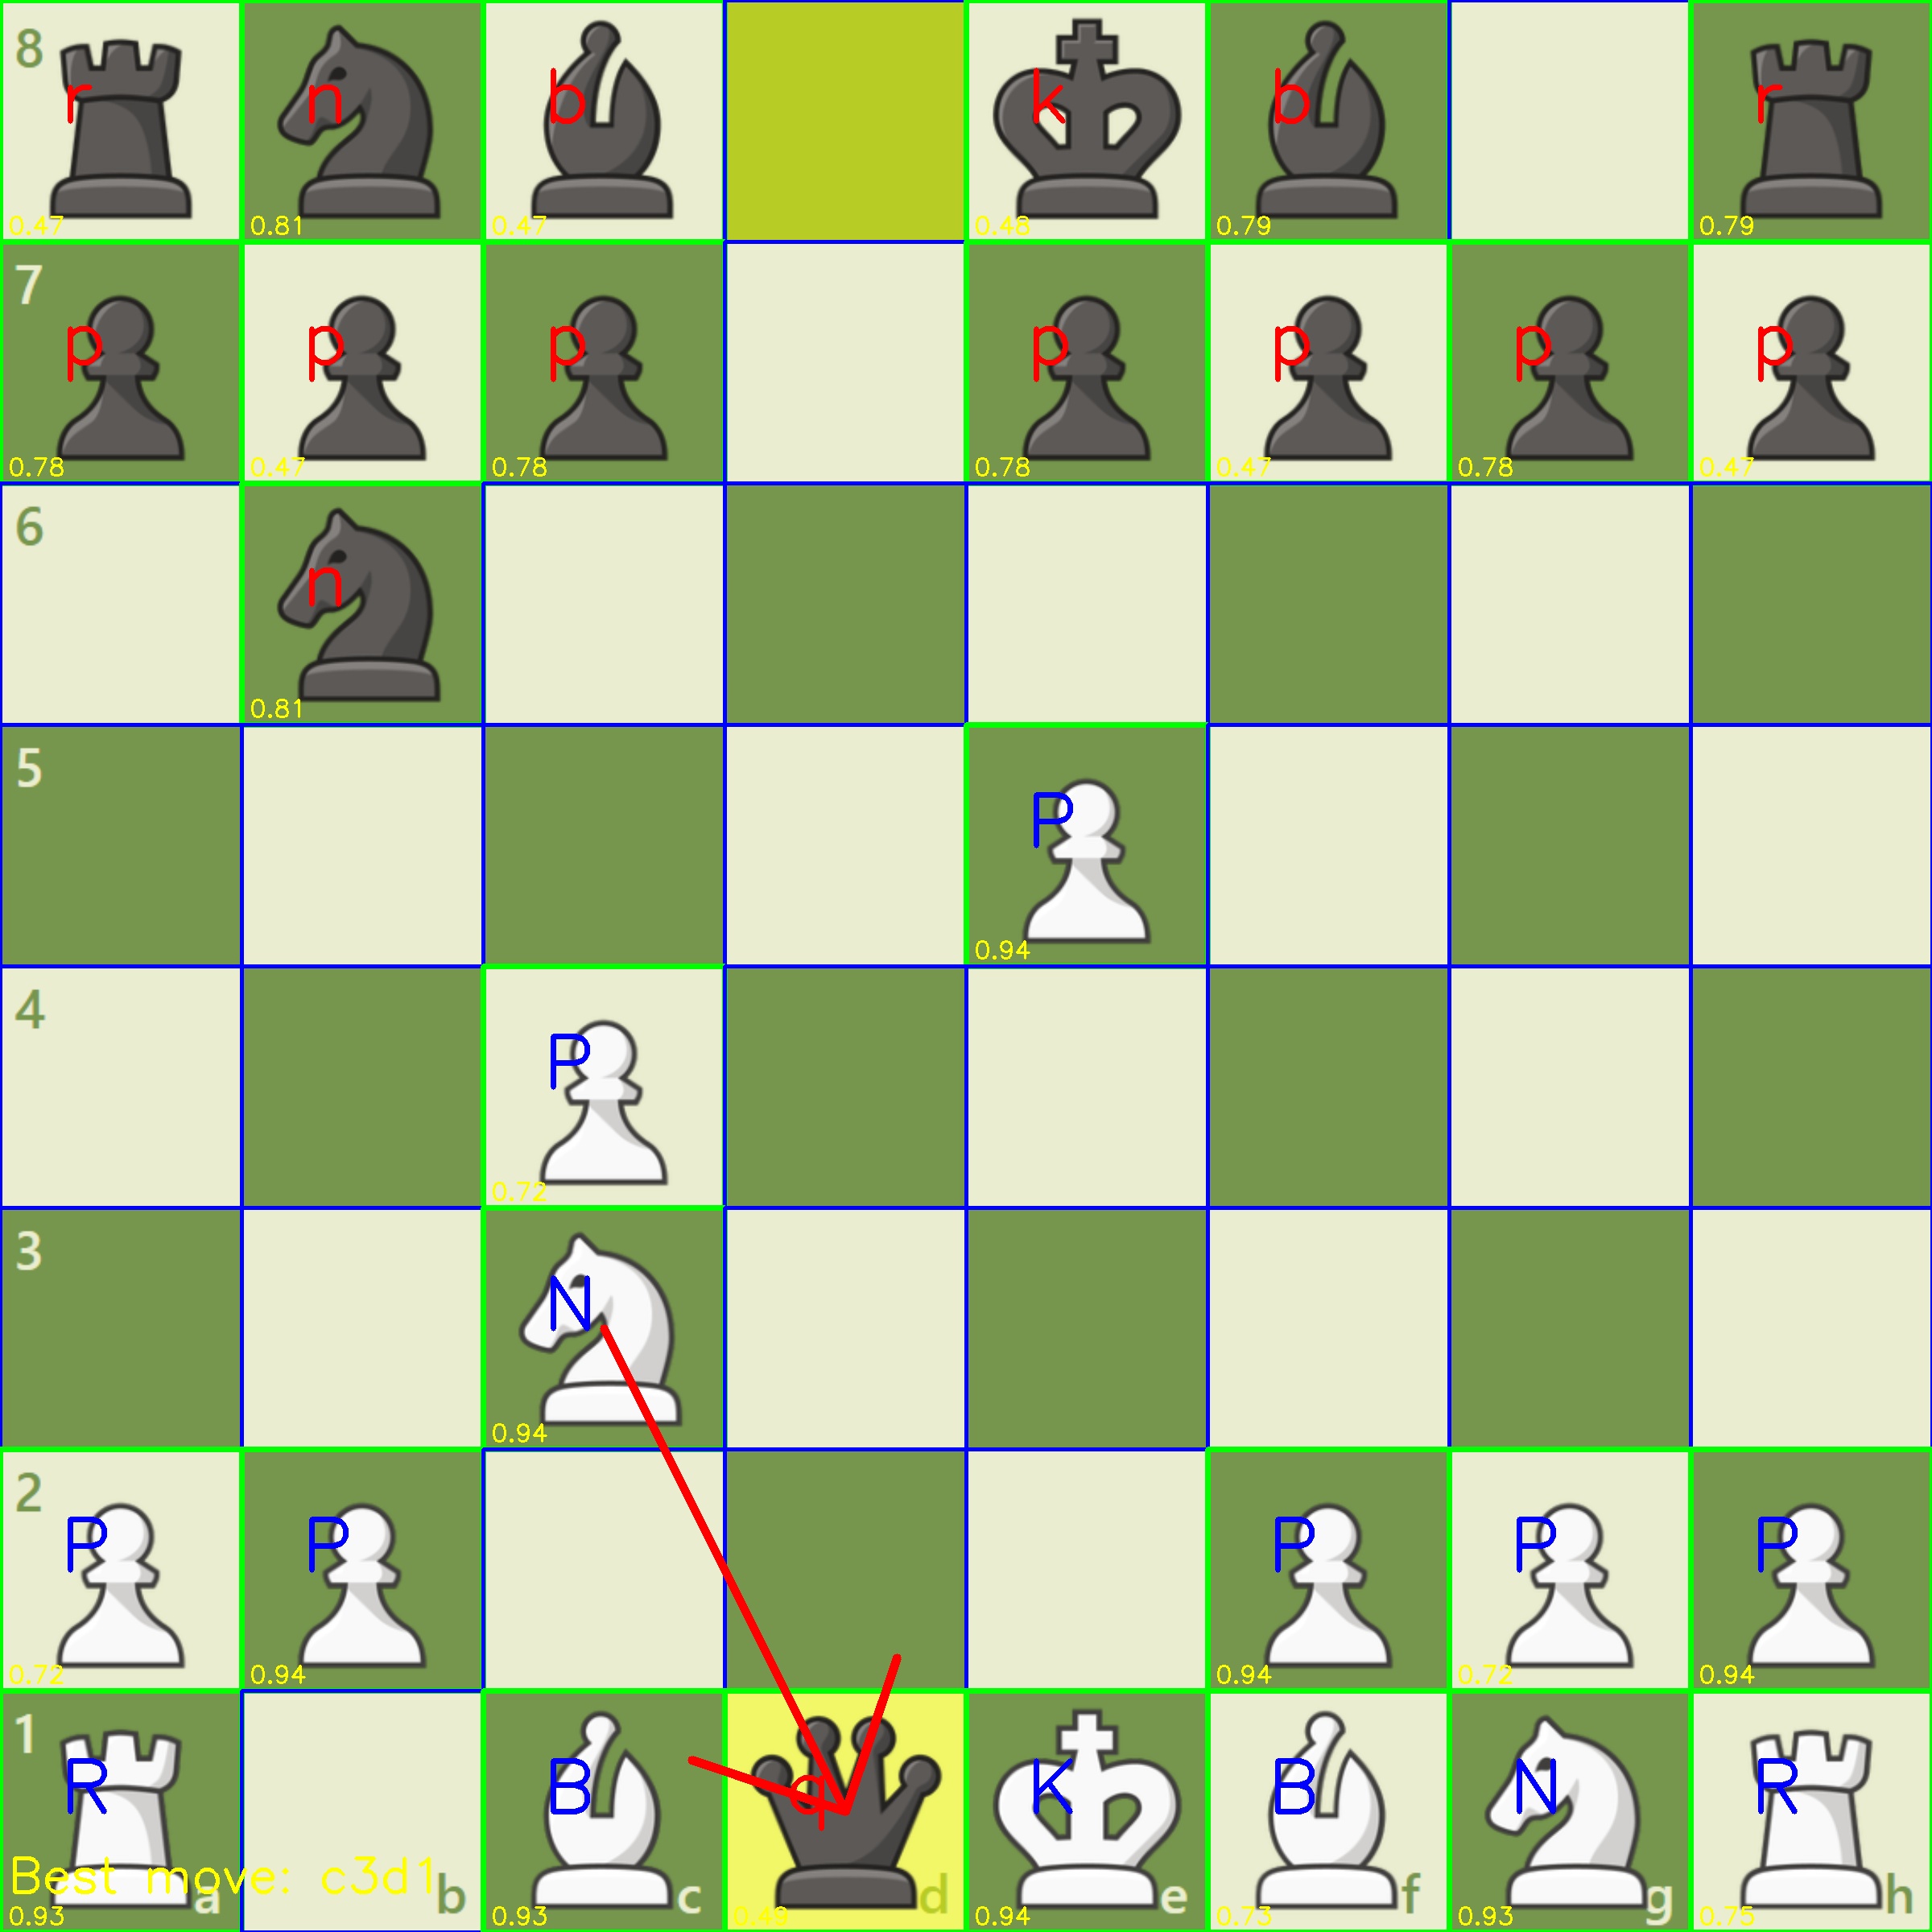 8 r n b k b r
0.47 0.81 0.47 0.48 0.79 0.79
7 p p p p p p p
0.78 0.47 0.78 0.78 0.47 0.78 0.47
6 n
0.81
5 P
0.94
4 P
0.72
3 N
0.94
2 P P P P P
0.72 0.94 0.94 0.72 0.94
1 R B q K B N R
Best move: c3d1
a b c d e f g h
0.93 0.93 0.49 0.94 0.73 0.93 0.75